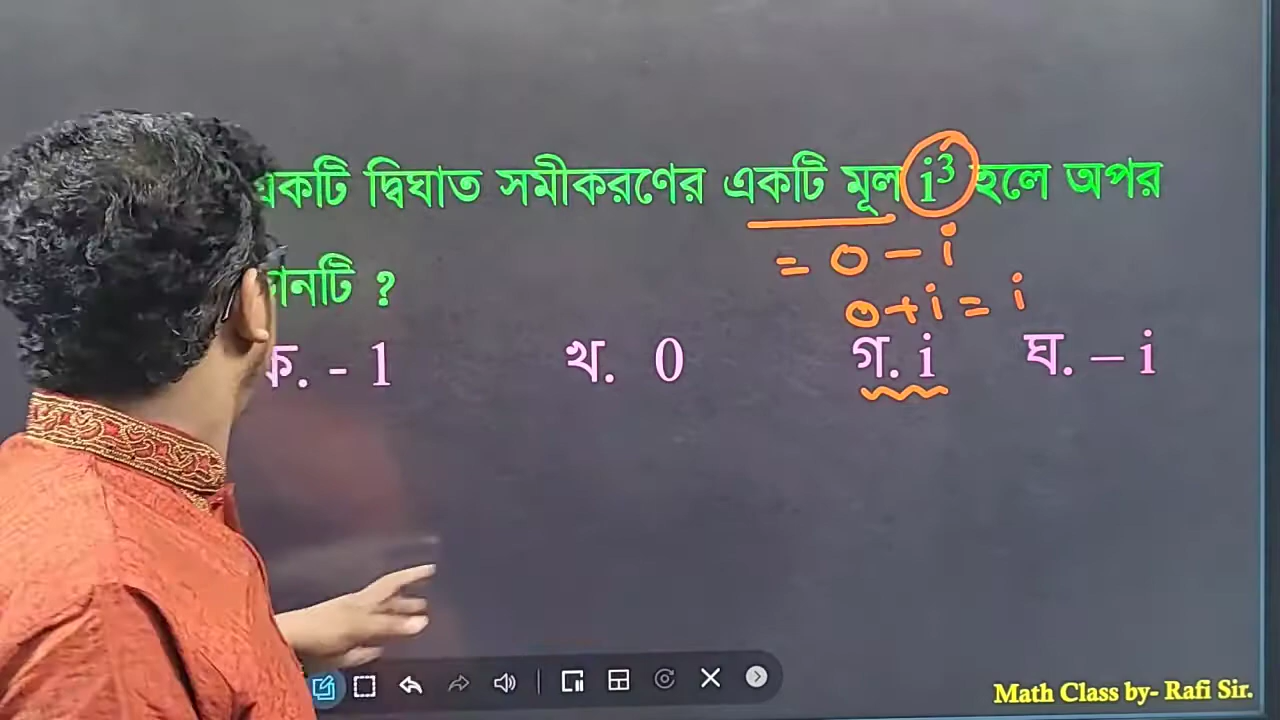 একটি দ্বিঘাত সমীকরণের একটি মূল i³ হলে অপর
= 0 - i
কোনটি ?
0 + i = i
ক. - 1 খ. 0 গ. i ঘ. – i
Math Class by- Rafi Sir.